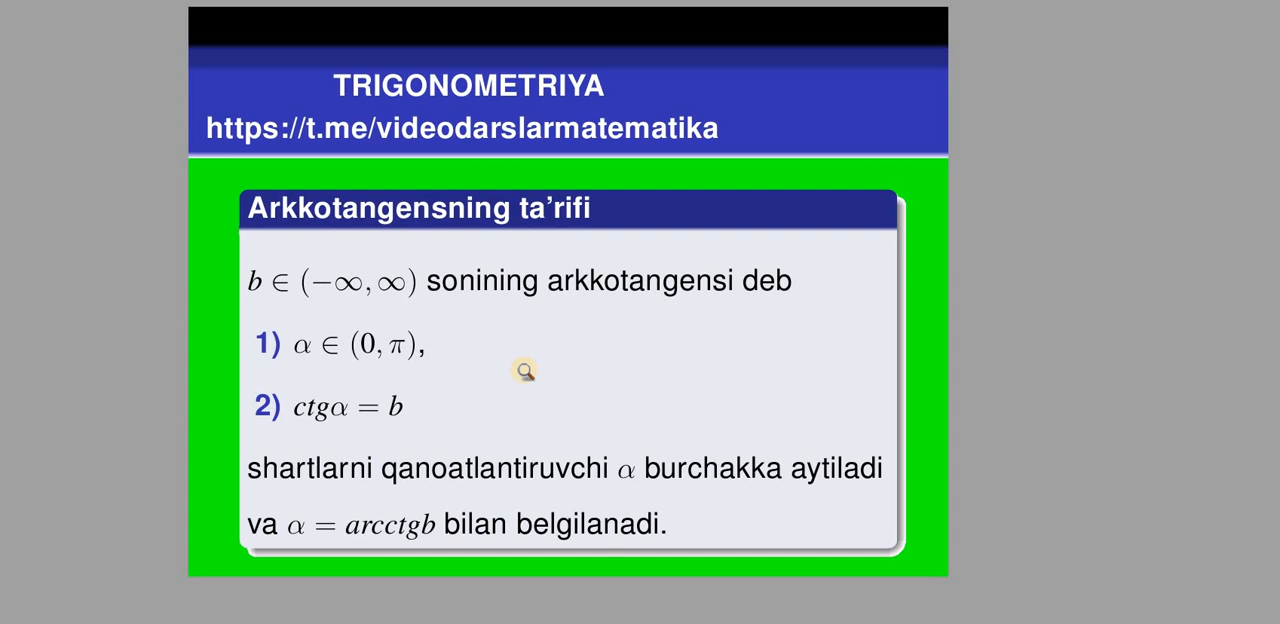 TRIGONOMETRIYA
https://t.me/videodarslarmatematika
Arkkotangensning ta’rifi
b ∈ (−∞, ∞) sonining arkkotangensi deb
1) α ∈ (0, π),
2) ctgα = b
shartlarni qanoatlantiruvchi α burchakka aytiladi
va α = arcctgb bilan belgilanadi.